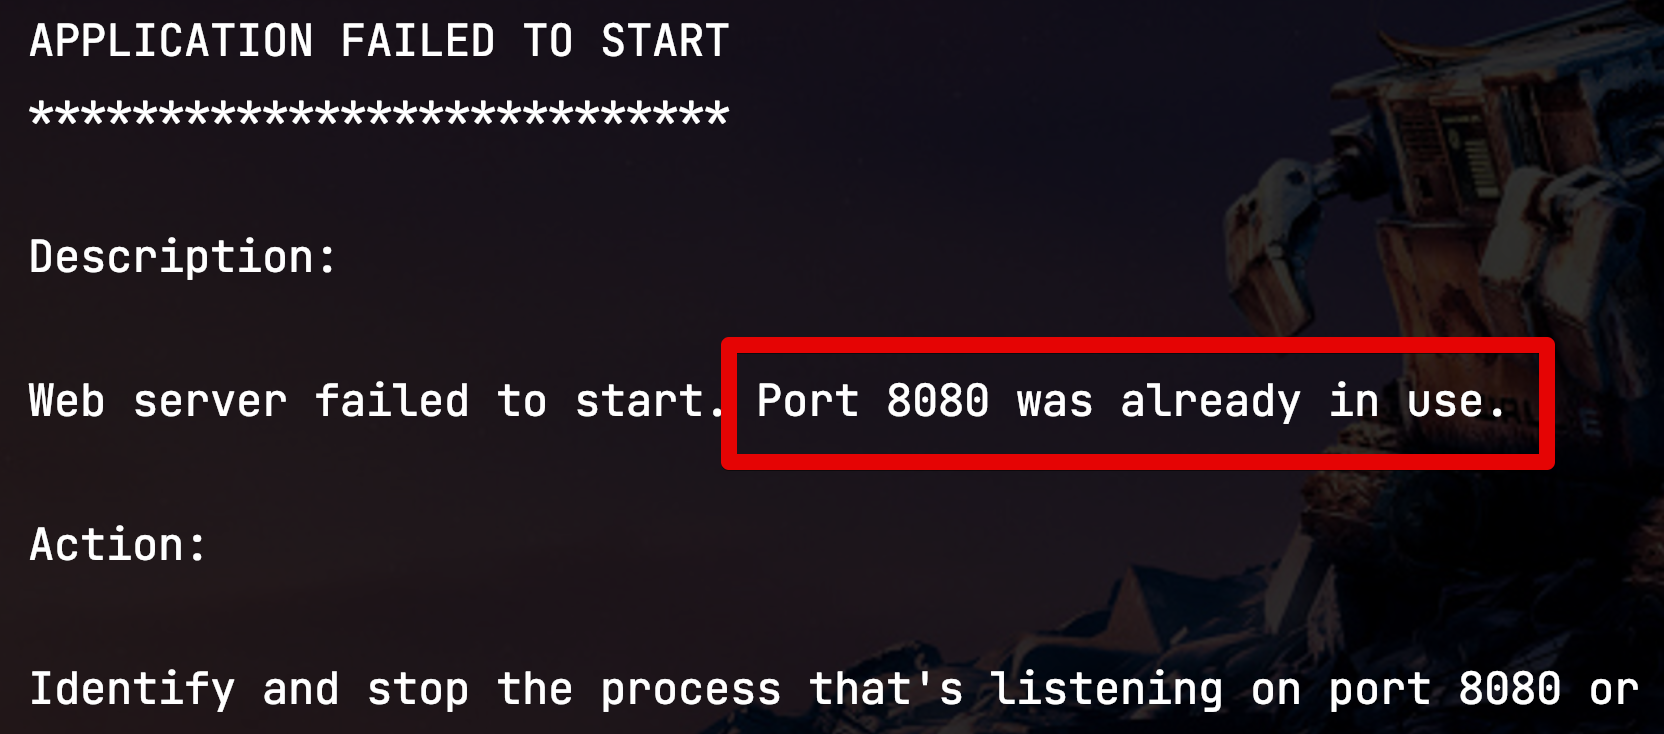 APPLICATION FAILED TO START
***************************
Description:
Web server failed to start. Port 8080 was already in use.
Action:
Identify and stop the process that's listening on port 8080 or